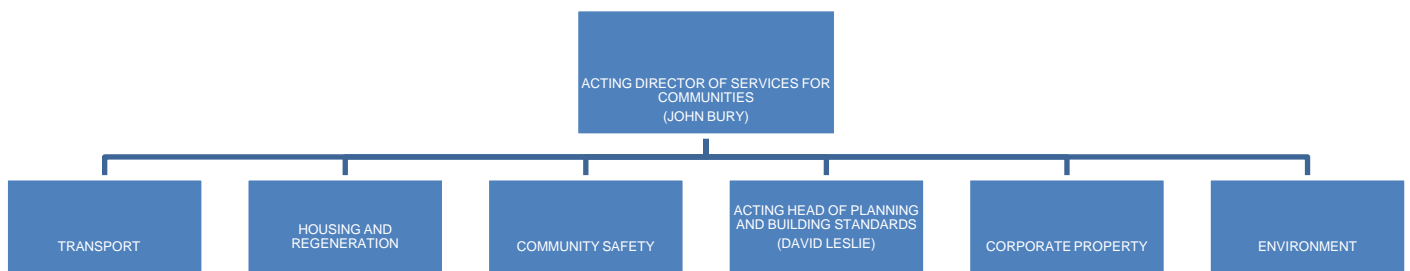 ACTING DIRECTOR OF SERVICES FOR
COMMUNITIES
(JOHN BURY)
TRANSPORT
HOUSING AND
REGENERATION
COMMUNITY SAFETY
ACTING HEAD OF PLANNING
AND BUILDING STANDARDS
(DAVID LESLIE)
CORPORATE PROPERTY
ENVIRONMENT